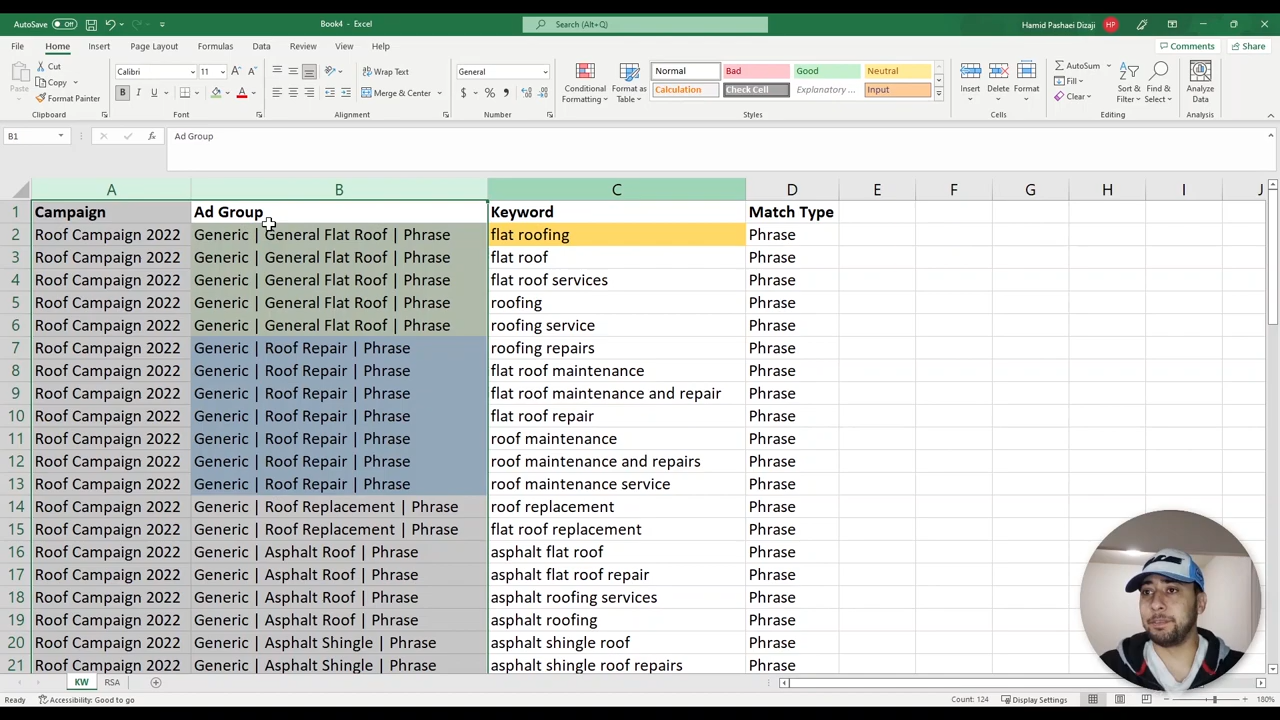 AutoSave Off Book4 - Excel Search (Alt+Q) Hamid Pashaei Dizaji HP
File Home Insert Page Layout Formulas Data Review View Help Comments Share
Paste Cut Copy Format Painter Clipboard
Calibri 11 B I U Font
Wrap Text Merge & Center Alignment
General $ % Number
Conditional Formatting Format as Table
Normal Bad Good Neutral
Calculation Check Cell Explanatory ... Input
Styles
Insert Delete Format Cells
AutoSum Fill Clear Sort & Filter Find & Select Editing
Analyze Data Analysis
B1 fx Ad Group
A B C D E F G H I J
1 Campaign Ad Group Keyword Match Type
2 Roof Campaign 2022 Generic | General Flat Roof | Phrase flat roofing Phrase
3 Roof Campaign 2022 Generic | General Flat Roof | Phrase flat roof Phrase
4 Roof Campaign 2022 Generic | General Flat Roof | Phrase flat roof services Phrase
5 Roof Campaign 2022 Generic | General Flat Roof | Phrase roofing Phrase
6 Roof Campaign 2022 Generic | General Flat Roof | Phrase roofing service Phrase
7 Roof Campaign 2022 Generic | Roof Repair | Phrase roofing repairs Phrase
8 Roof Campaign 2022 Generic | Roof Repair | Phrase flat roof maintenance Phrase
9 Roof Campaign 2022 Generic | Roof Repair | Phrase flat roof maintenance and repair Phrase
10 Roof Campaign 2022 Generic | Roof Repair | Phrase flat roof repair Phrase
11 Roof Campaign 2022 Generic | Roof Repair | Phrase roof maintenance Phrase
12 Roof Campaign 2022 Generic | Roof Repair | Phrase roof maintenance and repairs Phrase
13 Roof Campaign 2022 Generic | Roof Repair | Phrase roof maintenance service Phrase
14 Roof Campaign 2022 Generic | Roof Replacement | Phrase roof replacement Phrase
15 Roof Campaign 2022 Generic | Roof Replacement | Phrase flat roof replacement Phrase
16 Roof Campaign 2022 Generic | Asphalt Roof | Phrase asphalt flat roof Phrase
17 Roof Campaign 2022 Generic | Asphalt Roof | Phrase asphalt flat roof repair Phrase
18 Roof Campaign 2022 Generic | Asphalt Roof | Phrase asphalt roofing services Phrase
19 Roof Campaign 2022 Generic | Asphalt Roof | Phrase asphalt roofing Phrase
20 Roof Campaign 2022 Generic | Asphalt Shingle | Phrase asphalt shingle roof Phrase
21 Roof Campaign 2022 Generic | Asphalt Shingle | Phrase asphalt shingle roof repairs Phrase
KW RSA
Ready Accessibility: Good to go Count: 124 Display Settings 180%